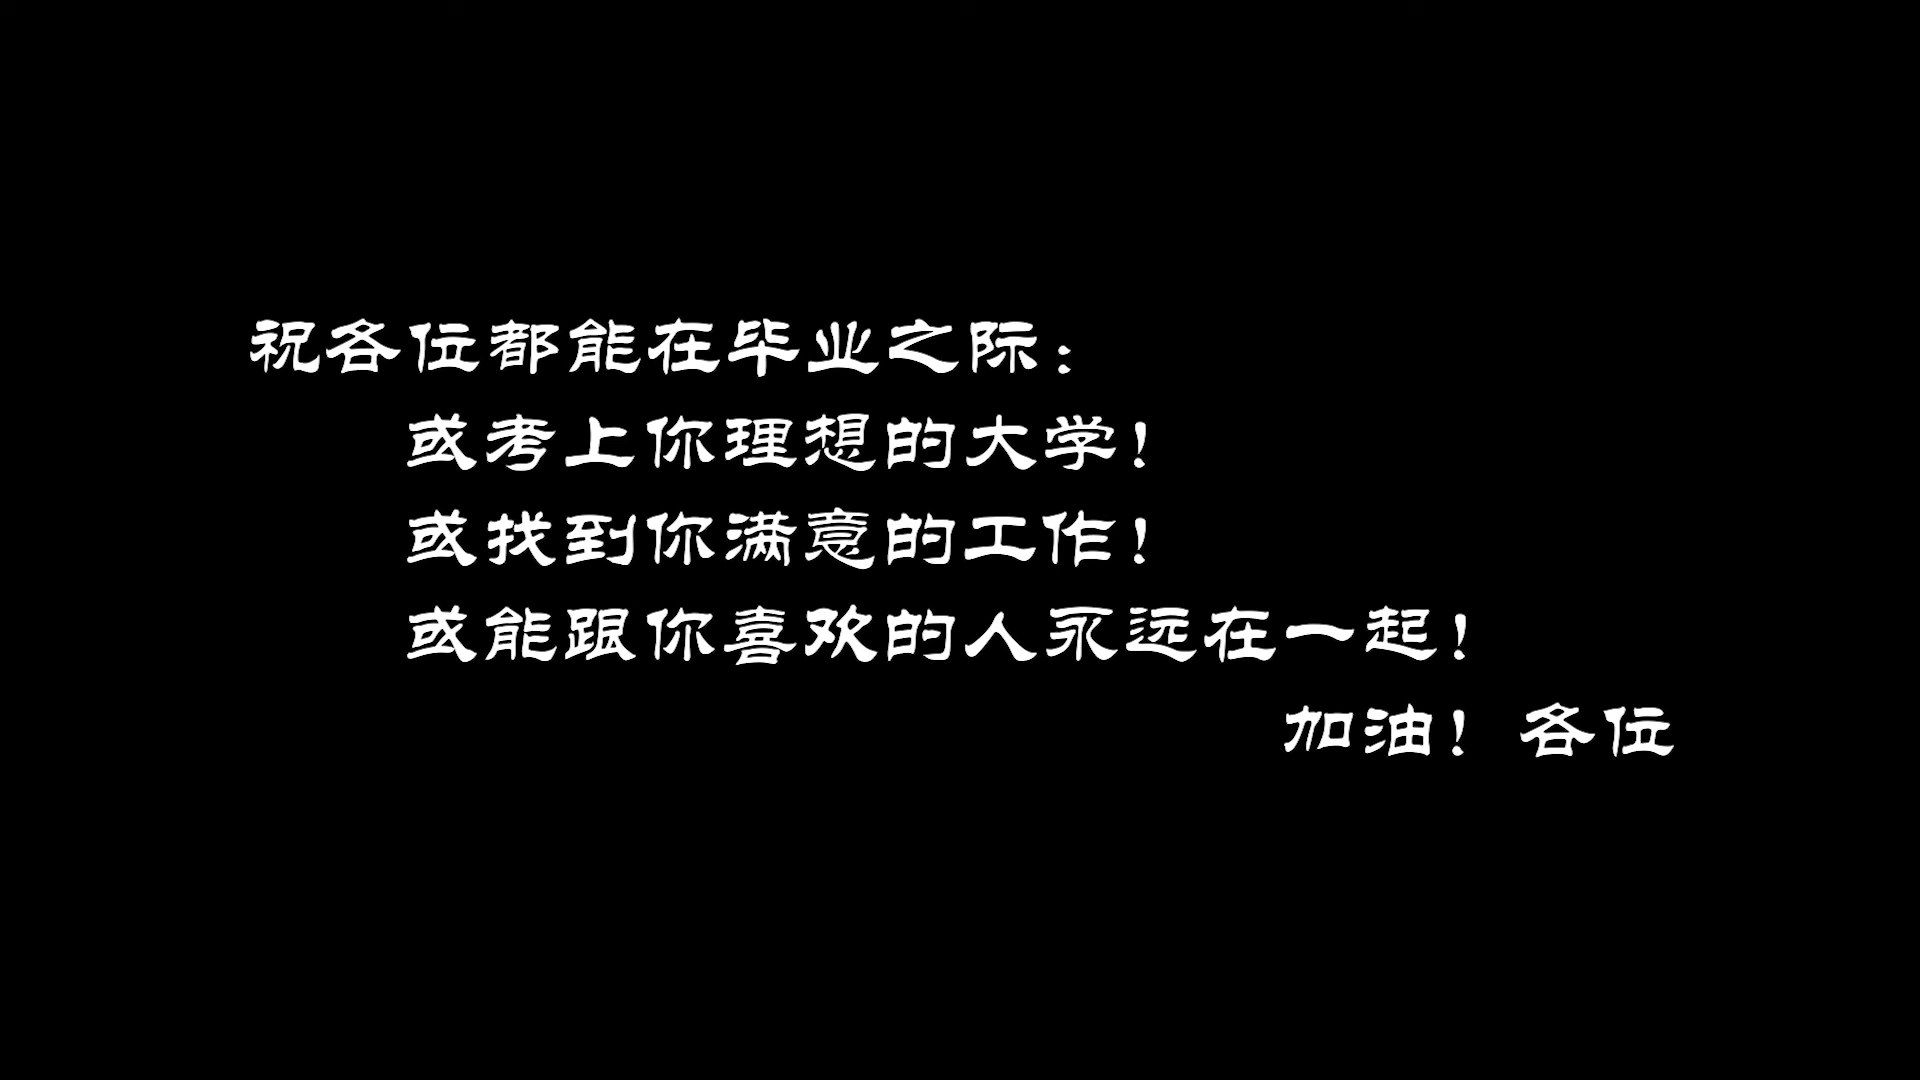 祝各位都能在毕业之际：
或考上你理想的大学！
或找到你满意的工作！
或能跟你喜欢的人永远在一起！
加油！各位